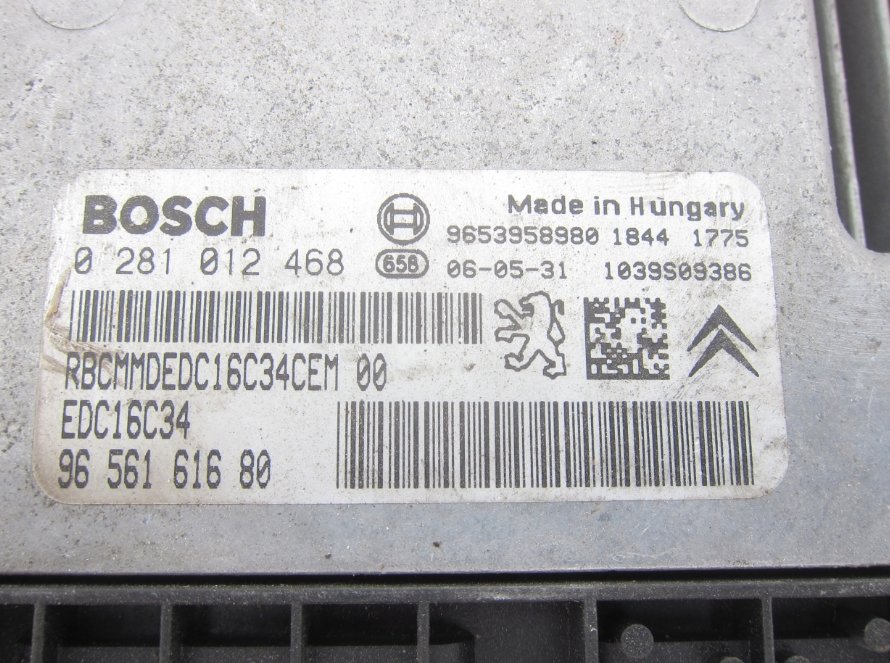 BOSCH
Made in Hungary
9653958980 1844 1775
0 281 012 468
658
06-05-31 1039S09386
RBCMMDEDC16C34CEM 00
EDC16C34
96 561 616 80